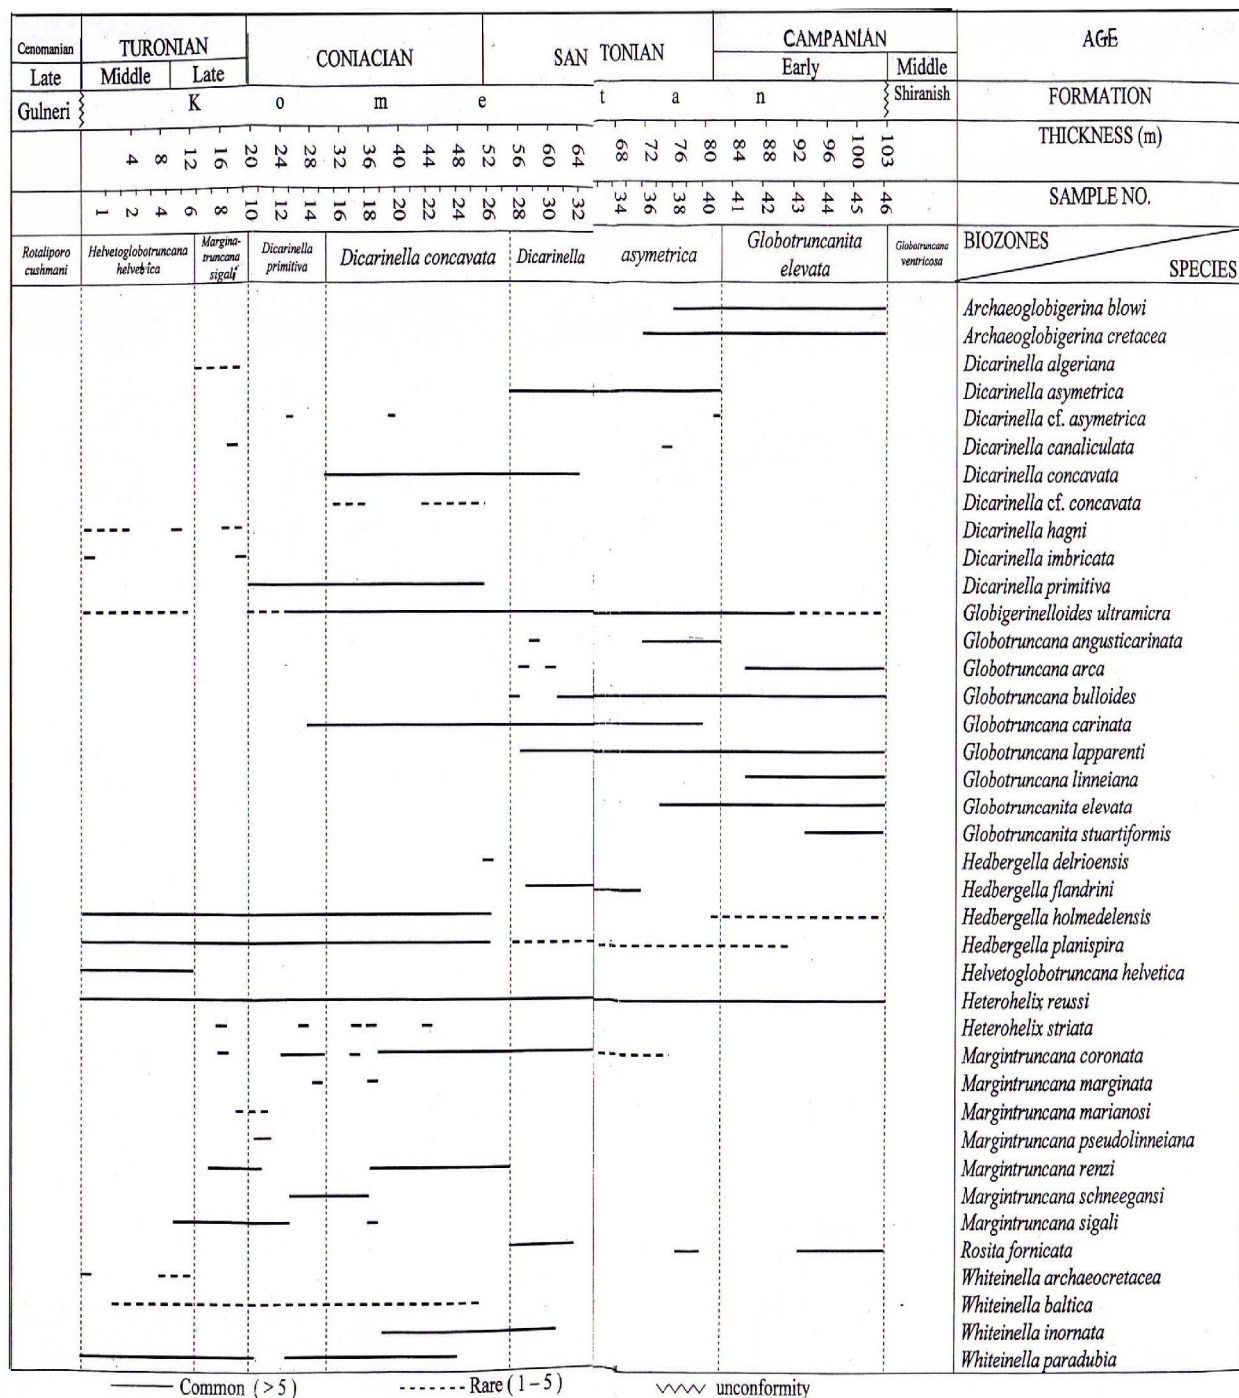 Cenomanian TURONIAN CONIACIAN SAN TONIAN CAMPANIAN AGE
Late Middle Late Early Middle
Gulneri K o m e t a n Shiranish FORMATION
4 8 12 16 20 24 28 32 36 40 44 48 52 56 60 64 68 72 76 80 84 88 92 96 100 103 THICKNESS (m)
1 2 4 6 8 10 12 14 16 18 20 22 24 26 28 30 32 34 36 38 40 41 42 43 44 45 46 SAMPLE NO.
Rotaliporo cushmani
Helvetoglobotruncana helvetica
Margina-
truncana
sigali
Dicarinella
primitiva
Dicarinella concavata
Dicarinella asymetrica
Globotruncanita
elevata
Globotruncana
ventricosa
BIOZONES
SPECIES
Archaeoglobigerina blowi
Archaeoglobigerina cretacea
Dicarinella algeriana
Dicarinella asymetrica
Dicarinella cf. asymetrica
Dicarinella canaliculata
Dicarinella concavata
Dicarinella cf. concavata
Dicarinella hagni
Dicarinella imbricata
Dicarinella primitiva
Globigerinelloides ultramicra
Globotruncana angusticarinata
Globotruncana arca
Globotruncana bulloides
Globotruncana carinata
Globotruncana lapparenti
Globotruncana linneiana
Globotruncanita elevata
Globotruncanita stuartiformis
Hedbergella delrioensis
Hedbergella flandrini
Hedbergella holmedelensis
Hedbergella planispira
Helvetoglobotruncana helvetica
Heterohelix reussi
Heterohelix striata
Margintruncana coronata
Margintruncana marginata
Margintruncana marianosi
Margintruncana pseudolinneiana
Margintruncana renzi
Margintruncana schneegansi
Margintruncana sigali
Rosita fornicata
Whiteinella archaeocretacea
Whiteinella baltica
Whiteinella inornata
Whiteinella paradubia
Common (>5) Rare (1-5) unconformity